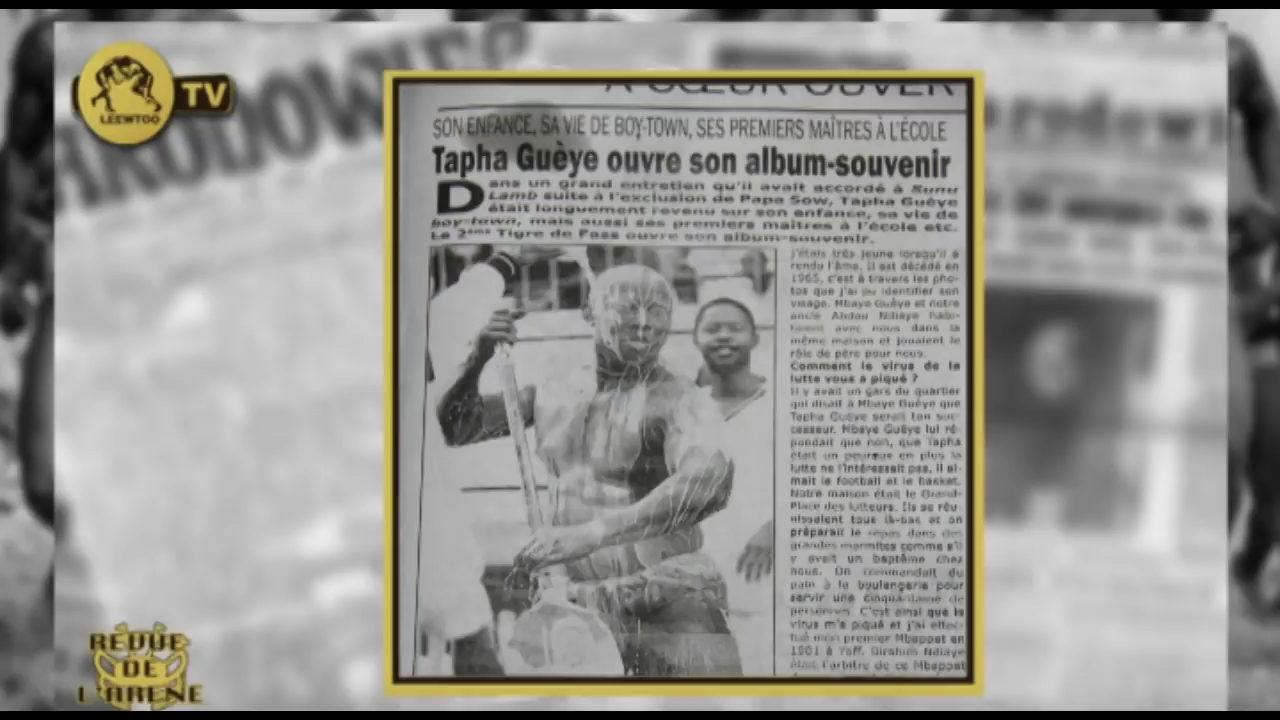 LEEWTOO
TV
A CŒUR OUVER
SON ENFANCE, SA VIE DE BOY-TOWN, SES PREMIERS MAÎTRES À L'ÉCOLE
Tapha Guèye ouvre son album-souvenir
Dans un grand entretien qu'il avait accordé à Sunu
Lamb suite à l'exclusion de Papa Sow, Tapha Guèye
était longuement revenu sur son enfance, sa vie de
boy-town, mais aussi ses premiers maîtres à l'école etc.
Le 2ème Tigre de Fass ouvre son album-souvenir.
j'étais très jeune lorsqu'il a
rendu l'âme. Il est décédé en
1965, c'est à travers les pho-
tos que j'ai pu identifier son
visage. Mbaye Guèye et notre
oncle Abdou Ndiaye habi-
taient avec nous dans la
même maison et jouaient le
rôle de père pour nous.
Comment le virus de la
lutte vous a piqué ?
Il y avait un gars du quartier
qui disait à Mbaye Guèye que
Tapha Guèye serait ton suc-
cesseur. Mbaye Guèye lui ré-
pondait que non, que Tapha
était un peureux en plus la
lutte ne l'intéressait pas, il ai-
mait le football et le basket.
Notre maison était le Grand-
Place des lutteurs. Ils se réu-
nissaient tous là-bas et on
préparait le repas dans des
grandes marmites comme s'il
y avait un baptême chez
nous. On commandait du
pain à la boulangerie pour
servir une cinquantaine de
personnes. C'est ainsi que le
virus m'a piqué et j'ai effec-
tué mon premier Mbappat en
1981 à Yoff. Birahim Ndiaye
était l'arbitre de ce Mbappat
REVUE
DE
L'ARENE